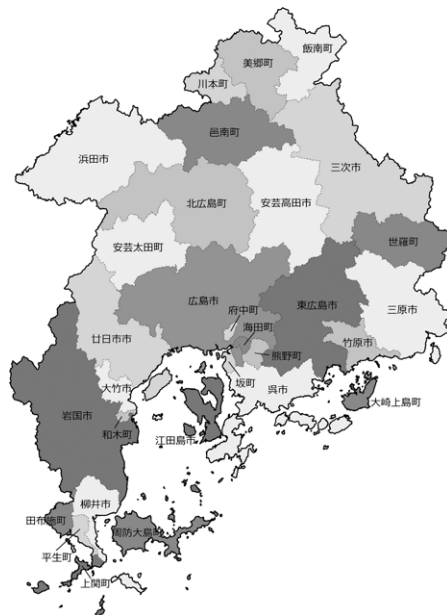 飯南町
美郷町
川本町
邑南町
浜田市
三次市
北広島町
安芸高田市
世羅町
安芸太田町
広島市
府中町
東広島市
三原市
海田町
廿日市市
竹原市
熊野町
大竹市
坂町
呉市
大崎上島町
岩国市
和木町
江田島市
柳井市
田布施町
周防大島町
平生町
上関町